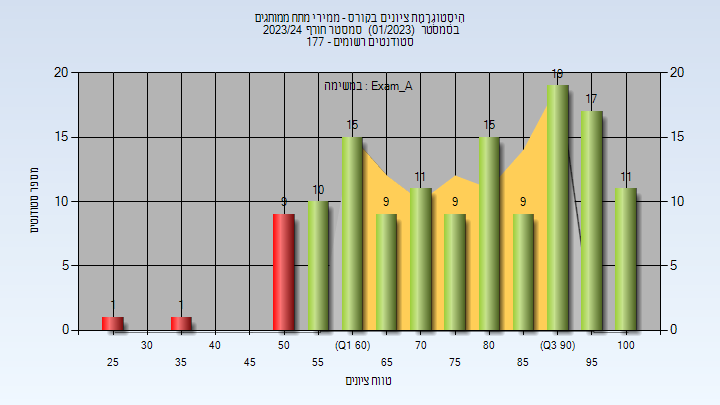 הִיסְטוֹגְרָמַת ציונים בקורס - ממירי מתח ממותגים
בסמסטר (01/2023) סמסטר חורף 2023/24
סטודנטים רשומים - 177
במשימה : Exam_A
מספר סטודנטים
20 20
15 15
10 10
5 5
0 0
1 1 9 10 15 9 11 9 15 9 19 17 11
30 40 50 (Q1 60) 70 80 (Q3 90) 100
25 35 45 55 65 75 85 95
טווח ציונים